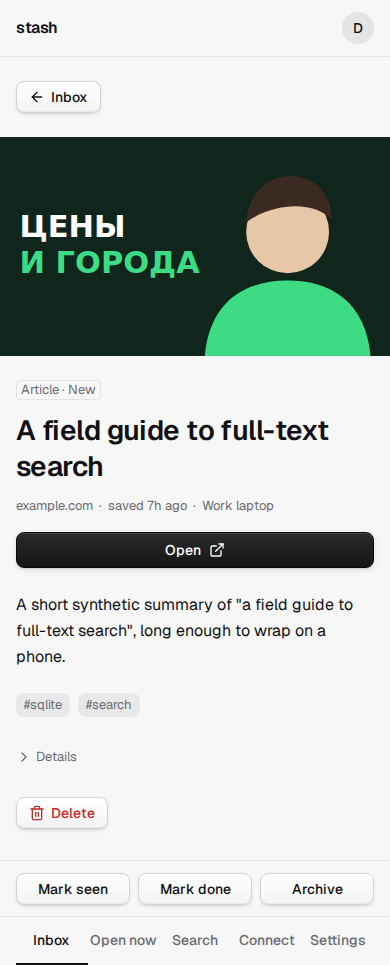 stash
D
Inbox
ЦЕНЫ
И ГОРОДА
Article · New
A field guide to full-text
search
example.com · saved 7h ago · Work laptop
Open
A short synthetic summary of "a field guide to
full-text search", long enough to wrap on a
phone.
#sqlite #search
Details
Delete
Mark seen Mark done Archive
Inbox Open now Search Connect Settings